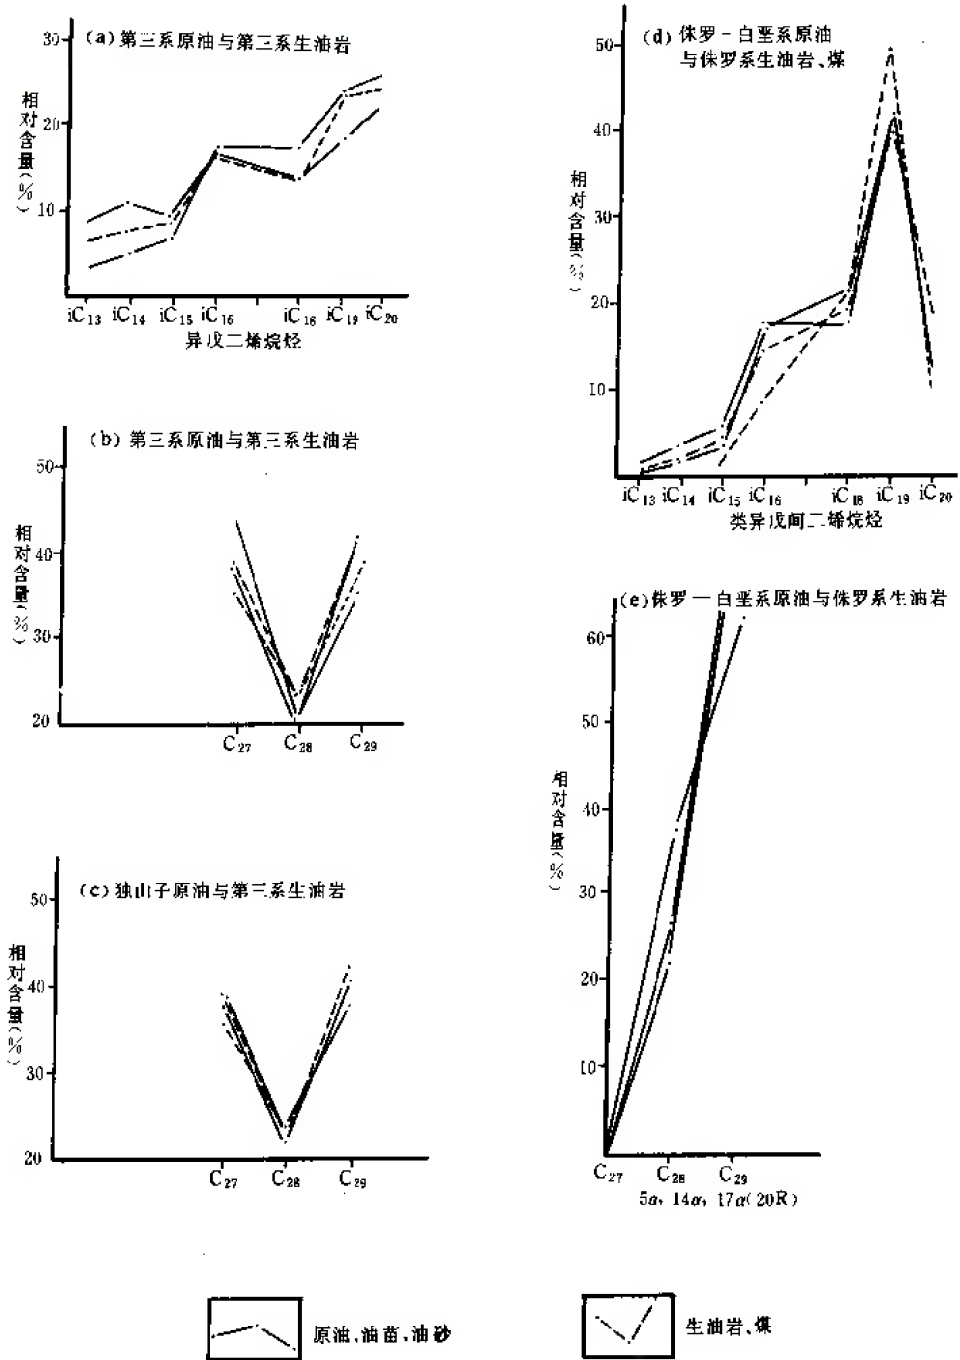 (a)第三系原油与第三系生油岩
30
20
10
相对含量(%)
iC13 iC14 iC15 iC16 iC18 iC19 iC20
异戊二烯烷烃
(d) 侏罗-白垩系原油
与侏罗系生油岩、煤
50
40
30
20
10
相对含量(%)
iC13 iC14 iC15 iC16 iC18 iC19 iC20
类异戊间二烯烷烃
(b) 第三系原油与第三系生油岩
50
40
30
20
相对含量(%)
C27 C28 C29
(c)独山子原油与第三系生油岩
50
40
30
20
相对含量(%)
C27 C28 C29
(e)侏罗—白垩系原油与侏罗系生油岩
60
50
40
30
20
10
相对含量(%)
C27 C28 C29
5α, 14α, 17α(20R)
原油、油苗、油砂
生油岩、煤